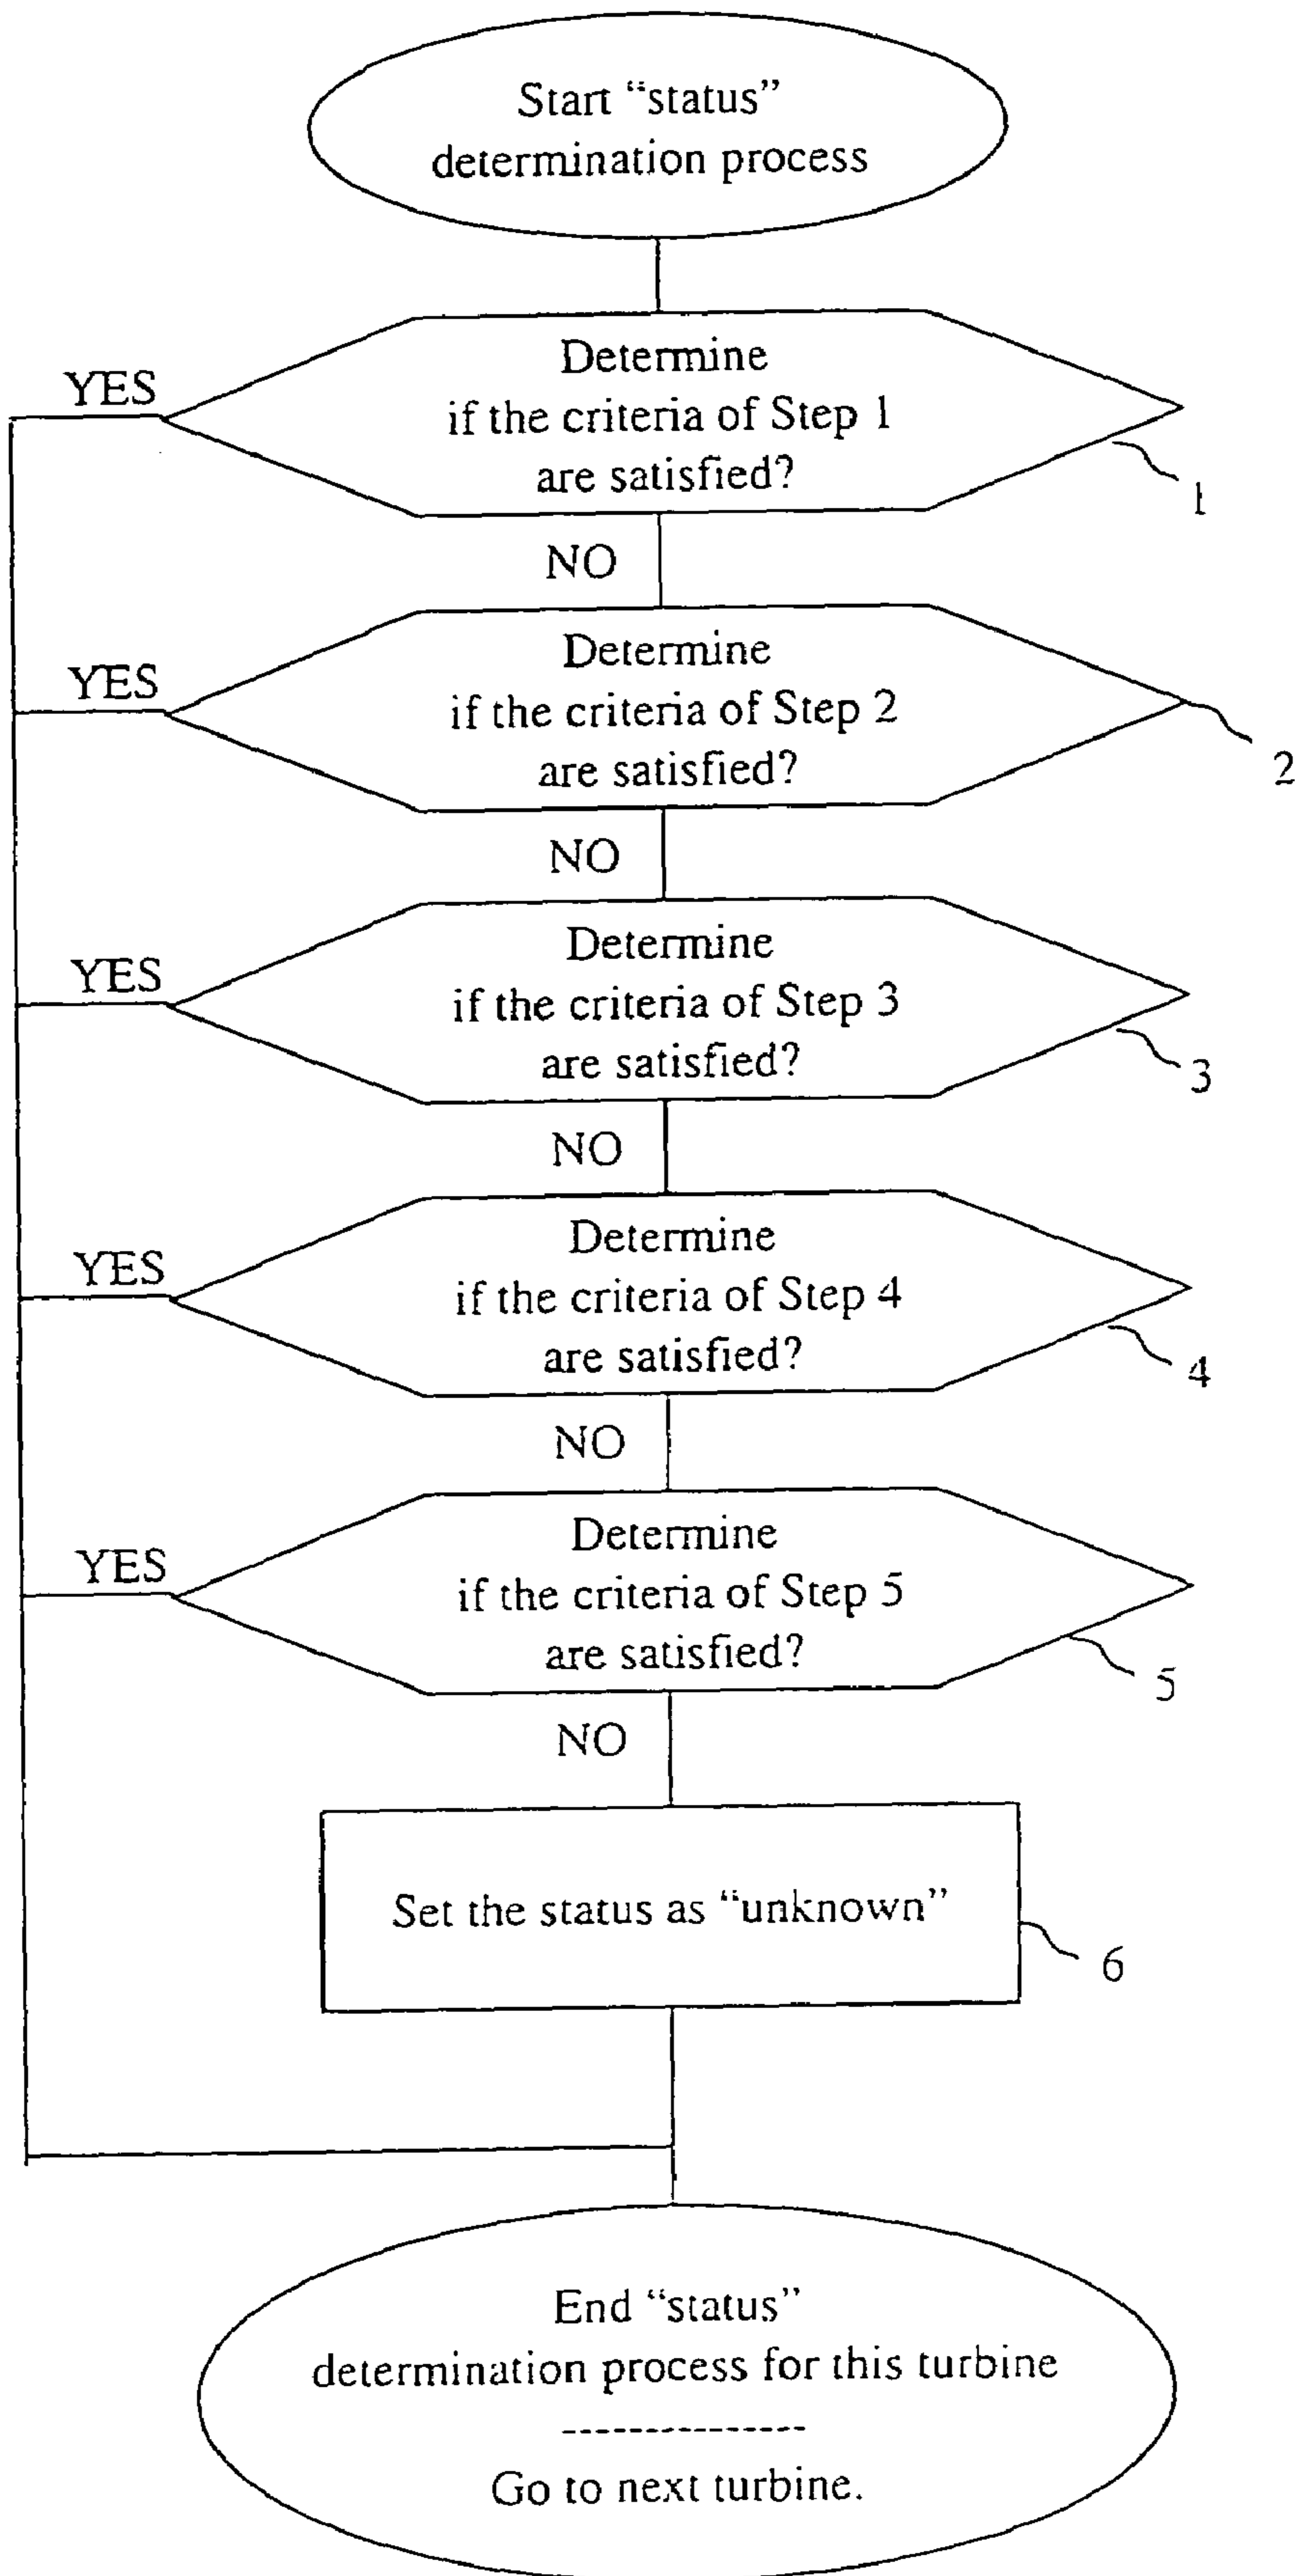 Start “status”
determination process
YES
Determine
if the criteria of Step 1
are satisfied?
1
NO
YES
Determine
if the criteria of Step 2
are satisfied?
2
NO
YES
Determine
if the criteria of Step 3
are satisfied?
3
NO
YES
Determine
if the criteria of Step 4
are satisfied?
4
NO
YES
Determine
if the criteria of Step 5
are satisfied?
5
NO
Set the status as “unknown”
6
End “status”
determination process for this turbine
---------------
Go to next turbine.